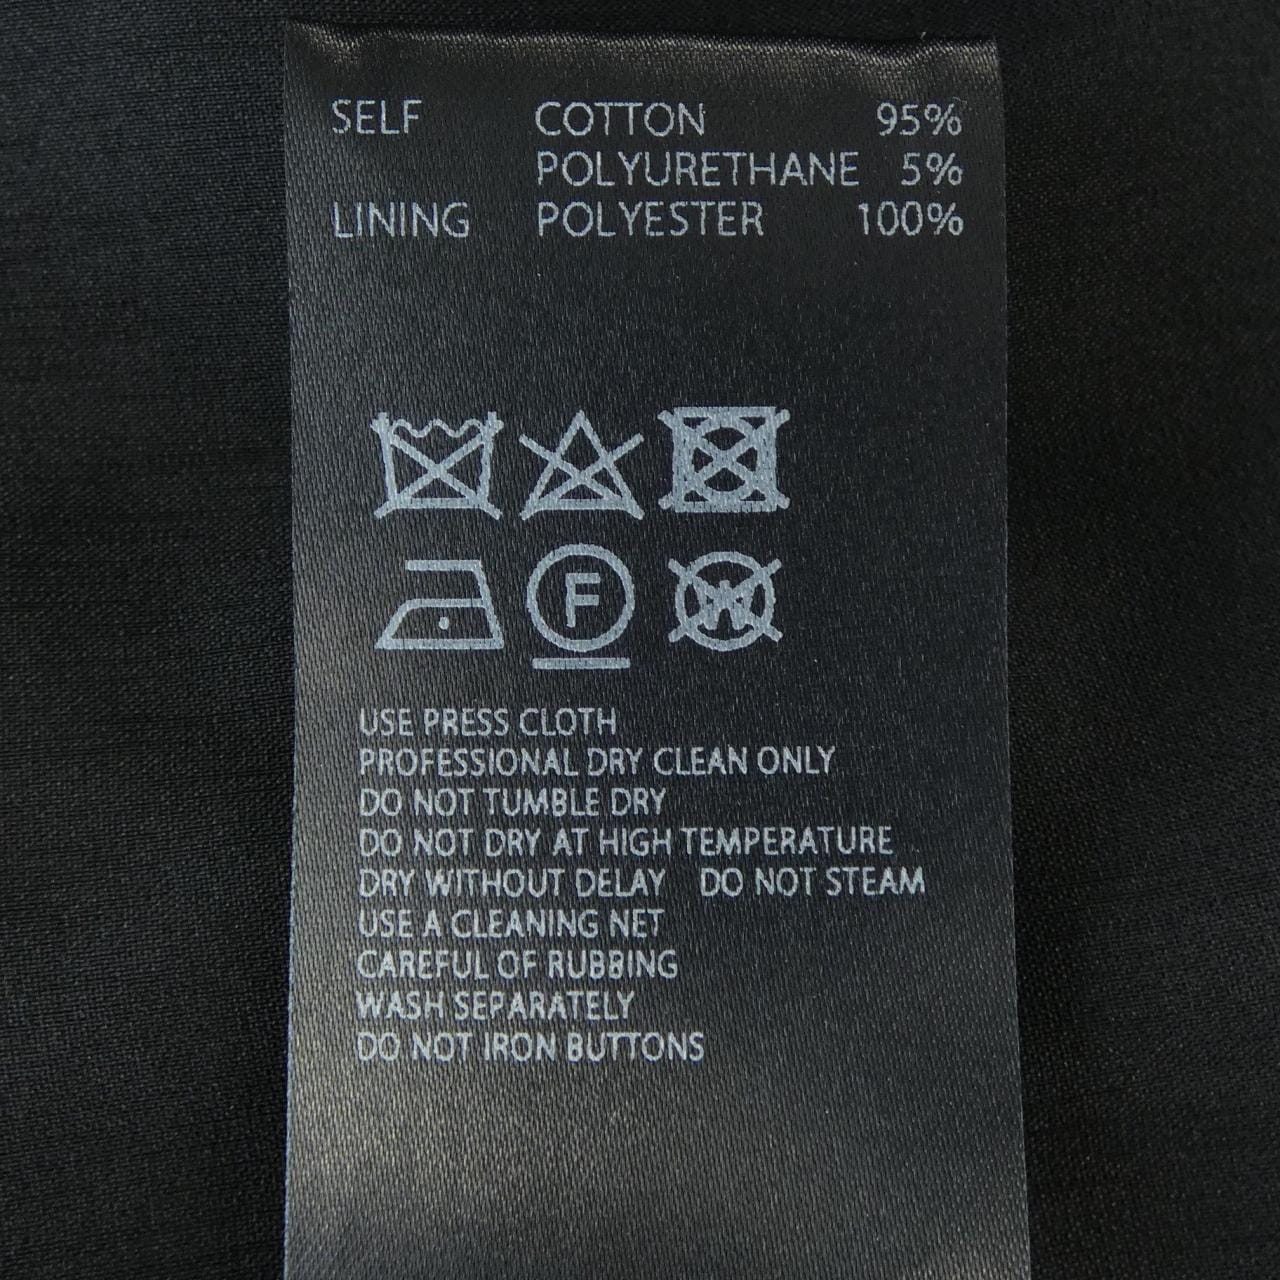 SELF COTTON 95%
POLYURETHANE 5%
LINING POLYESTER 100%
F
W
USE PRESS CLOTH
PROFESSIONAL DRY CLEAN ONLY
DO NOT TUMBLE DRY
DO NOT DRY AT HIGH TEMPERATURE
DRY WITHOUT DELAY DO NOT STEAM
USE A CLEANING NET
CAREFUL OF RUBBING
WASH SEPARATELY
DO NOT IRON BUTTONS